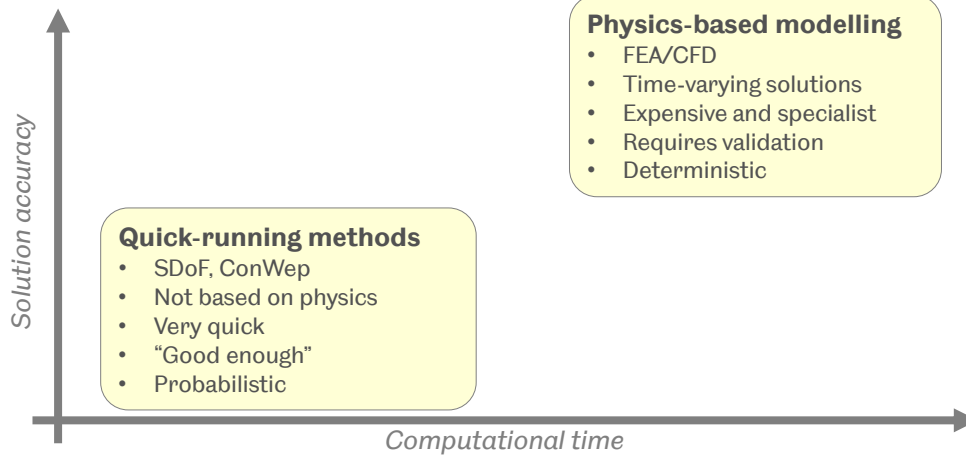 Physics-based modelling
• FEA/CFD
• Time-varying solutions
• Expensive and specialist
• Requires validation
• Deterministic
Solution accuracy
Quick-running methods
• SDoF, ConWep
• Not based on physics
• Very quick
• “Good enough”
• Probabilistic
Computational time